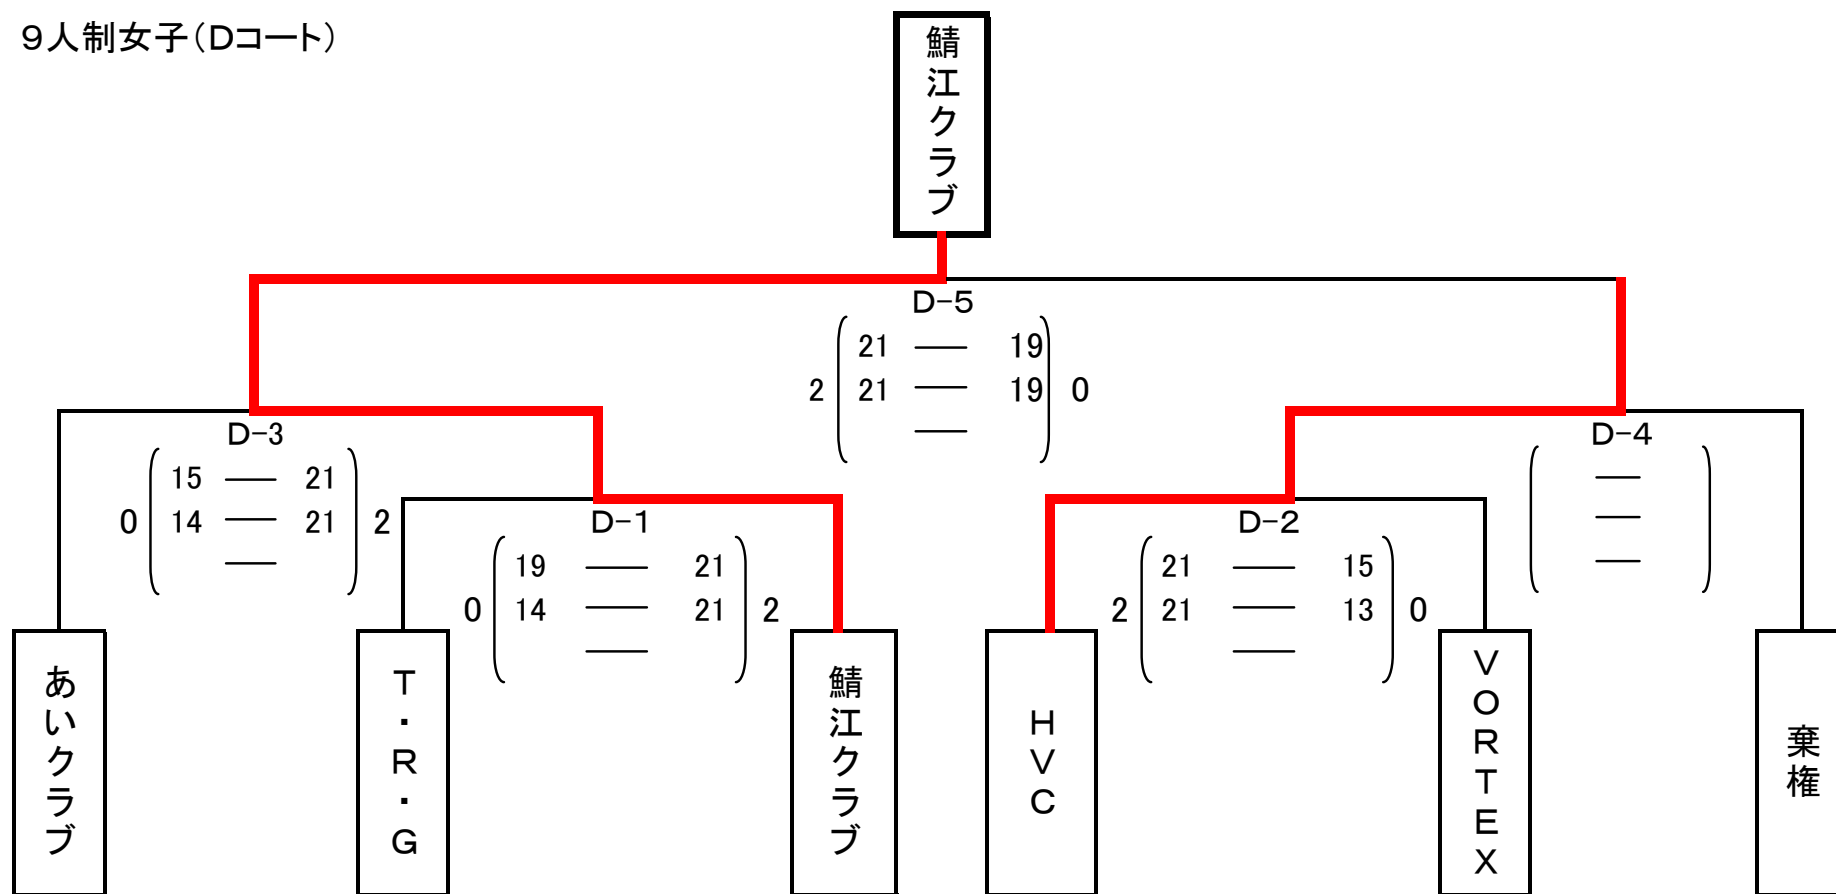 9人制女子(Dコート)
鯖江クラブ
D-5
21 — 19
2 21 — 19 0
—
D-3
15 — 21
0 14 — 21 2
—
D-4
—
—
—
D-1
19 — 21
0 14 — 21 2
—
D-2
21 — 15
2 21 — 13 0
—
あいクラブ
T・R・G
鯖江クラブ
HVC
VORTEX
棄権